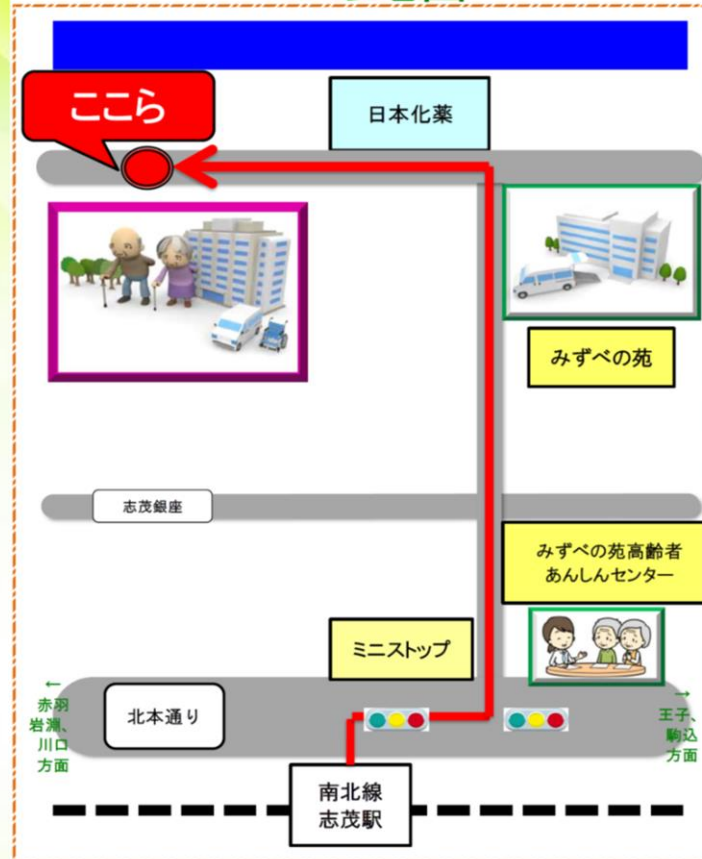 ここら
日本化薬
みずべの苑
志茂銀座
みずべの苑高齢者
あんしんセンター
ミニストップ
←
赤羽
岩淵、
川口
方面
北本通り
→
王子、
駒込
方面
南北線
志茂駅